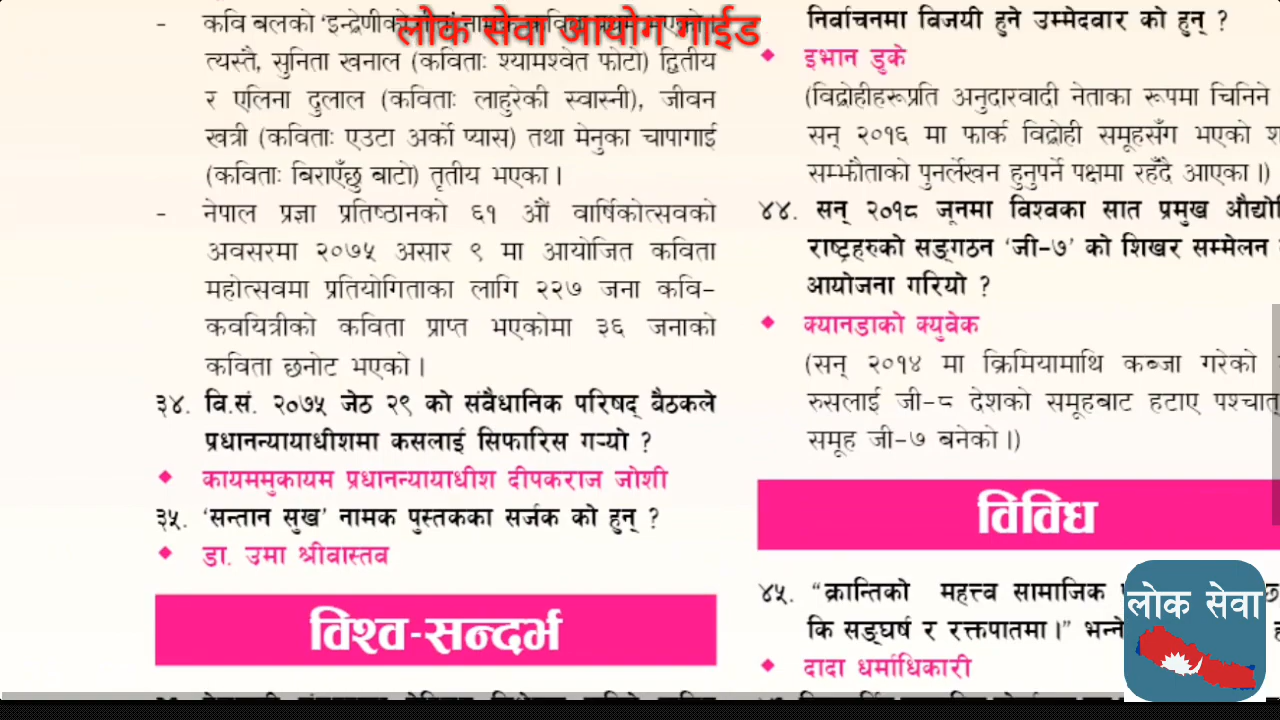 लोक सेवा आयोग गाईड
- कवि बलको ‘इन्द्रेणीको
त्यस्तै, सुनिता खनाल (कविताः श्यामश्वेत फोटो) द्वितीय
र एलिना दुलाल (कविताः लाहुरेकी स्वास्नी), जीवन
खत्री (कविताः एउटा अर्को प्यास) तथा मेनुका चापागाई
(कविताः बिराएँछु बाटो) तृतीय भएका ।
- नेपाल प्रज्ञा प्रतिष्ठानको ६१ औं वार्षिकोत्सवको
अवसरमा २०७५ असार ९ मा आयोजित कविता
महोत्सवमा प्रतियोगिताका लागि २२७ जना कवि-
कवयित्रीको कविता प्राप्त भएकोमा ३६ जनाको
कविता छनोट भएको ।
३४. वि.सं. २०७५ जेठ २९ को संवैधानिक परिषद् बैठकले
प्रधानन्यायाधीशमा कसलाई सिफारिस गर्‍यो ?
कायममुकायम प्रधानन्यायाधीश दीपकराज जोशी
३५. ‘सन्तान सुख’ नामक पुस्तकका सर्जक को हुन् ?
डा. उमा श्रीवास्तव
विश्व-सन्दर्भ
निर्वाचनमा विजयी हुने उम्मेदवार को हुन् ?
इभान डुके
(विद्रोहीहरूप्रति अनुदारवादी नेताका रूपमा चिनिने
सन् २०१६ मा फार्क विद्रोही समूहसँग भएको
सम्झौताको पुनर्लेखन हुनुपर्ने पक्षमा रहँदै आएका ।)
४४. सन् २०१८ जूनमा विश्वका सात प्रमुख
राष्ट्रहरुको सङ्गठन ‘जी-७’ को शिखर सम्मेलन
आयोजना गरियो ?
क्यानडाको क्युबेक
(सन् २०१४ मा क्रिमियामाथि कब्जा गरेको
रुसलाई जी-८ देशको समूहबाट हटाए पश्चात
समूह जी-७ बनेको ।)
विविध
४५. “क्रान्तिको महत्त्व सामाजिक
कि सङ्घर्ष र रक्तपातमा ।” भन्ने
दादा धर्माधिकारी
लोक सेवा